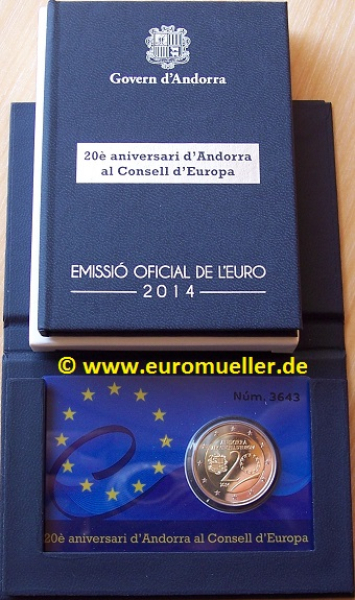 Govern d'Andorra
20è aniversari d'Andorra
al Consell d'Europa
EMISSIÓ OFICIAL DE L'EURO
2014
© www.euromueller.de
Núm. 3643
ANDORRA
2
20è aniversari d'Andorra al Consell d'Europa